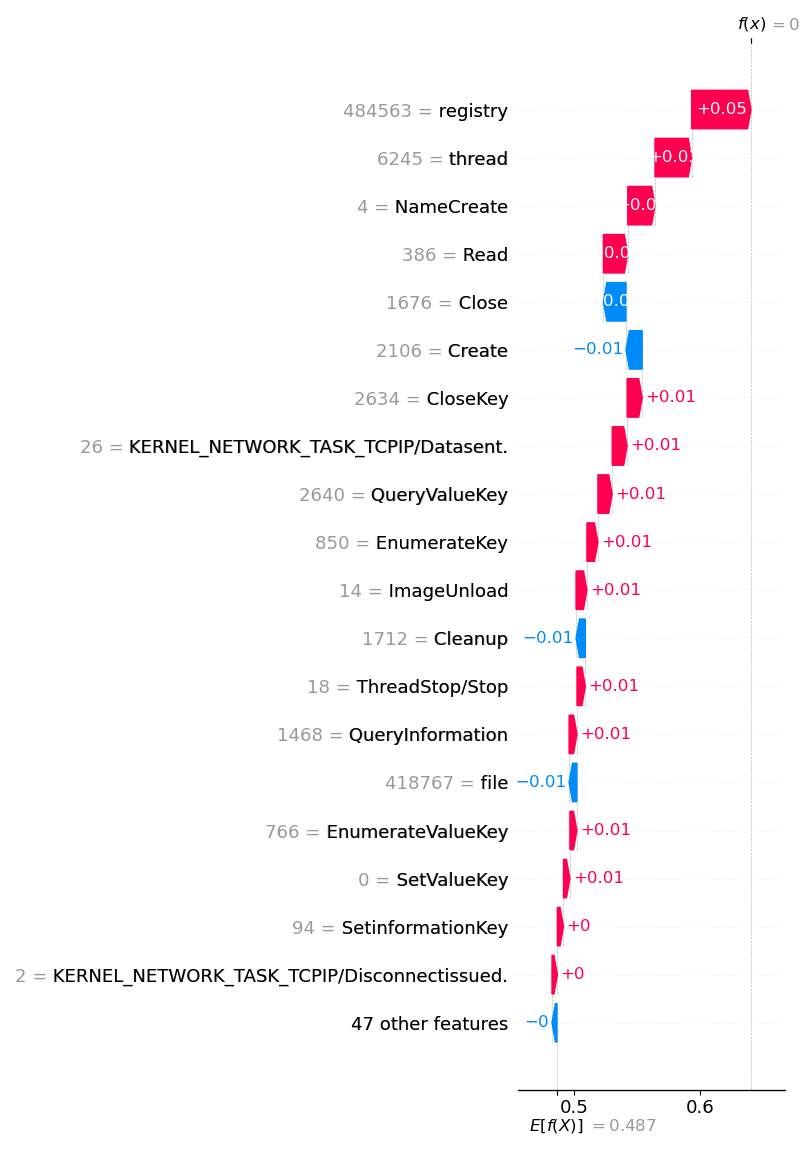 f(x) = 0
484563 = registry +0.05
6245 = thread
4 = NameCreate
386 = Read
1676 = Close
2106 = Create −0.01
2634 = CloseKey +0.01
26 = KERNEL_NETWORK_TASK_TCPIP/Datasent. +0.01
2640 = QueryValueKey +0.01
850 = EnumerateKey +0.01
14 = ImageUnload +0.01
1712 = Cleanup −0.01
18 = ThreadStop/Stop +0.01
1468 = QueryInformation +0.01
418767 = file −0.01
766 = EnumerateValueKey +0.01
0 = SetValueKey +0.01
94 = SetinformationKey +0
2 = KERNEL_NETWORK_TASK_TCPIP/Disconnectissued. +0
47 other features −0
0.5 0.6
E[f(X)] = 0.487